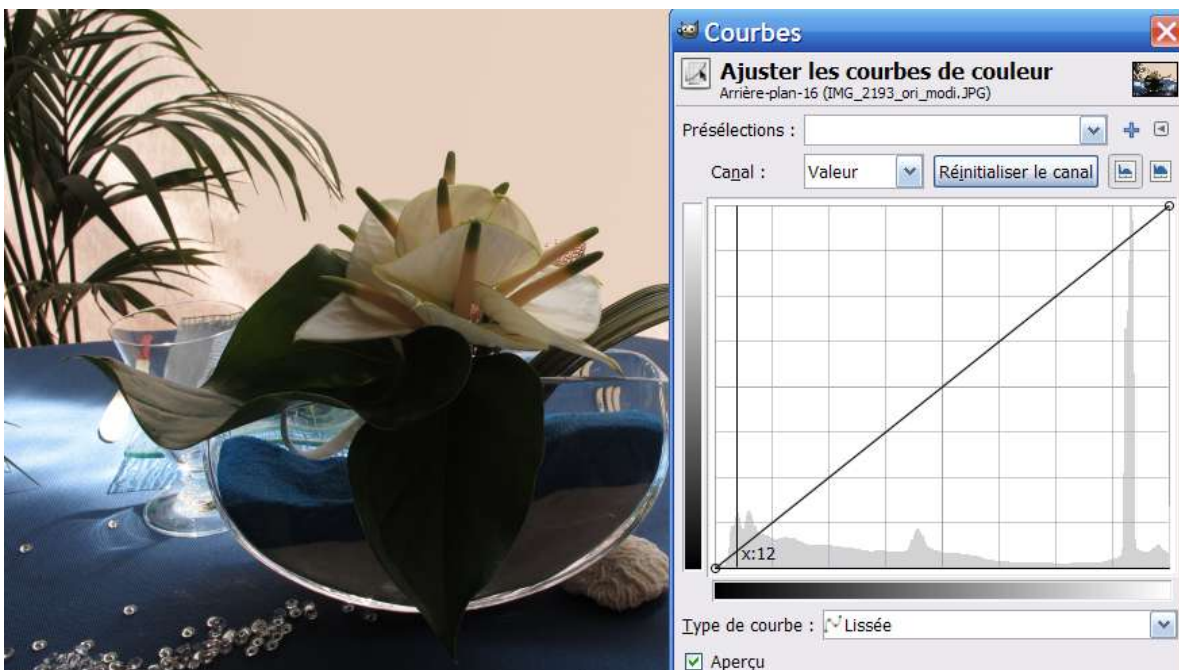 Courbes
Ajuster les courbes de couleur
Arrière-plan-16 (IMG_2193_ori_modi.JPG)
Présélections :
Canal : Valeur Réinitialiser le canal
x:12
Type de courbe : Lissée
Aperçu